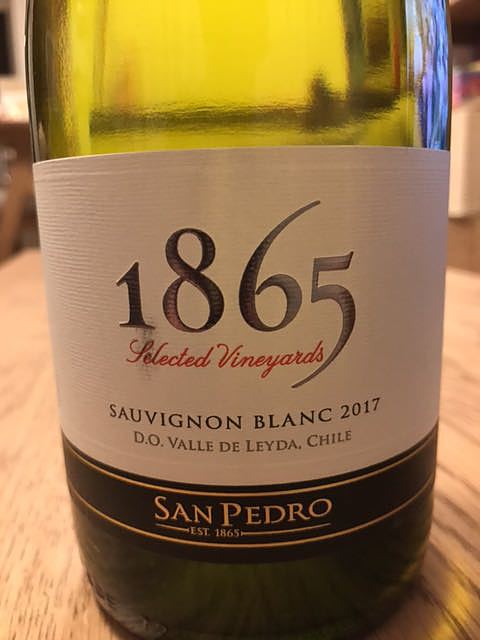 1865
Selected Vineyards
SAUVIGNON BLANC 2017
D.O. VALLE DE LEYDA, CHILE
SAN PEDRO
EST. 1865